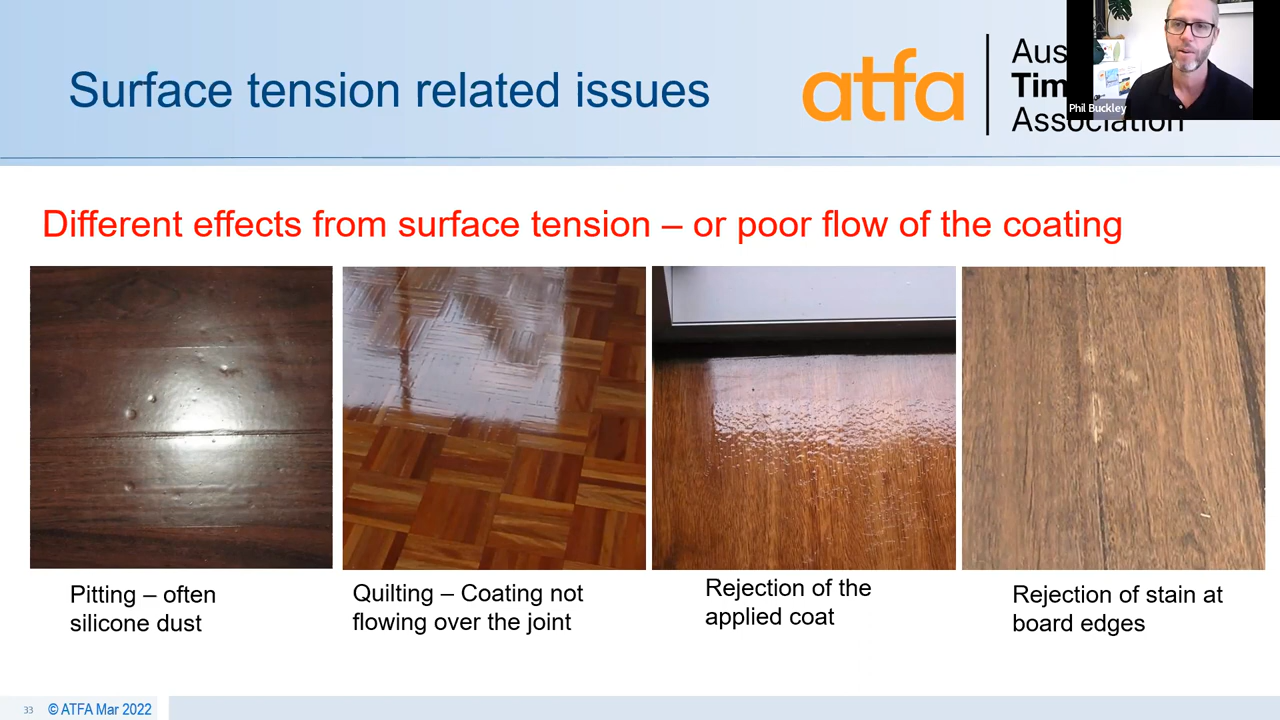 Surface tension related issues
atfa
Association
Phil Buckley
Different effects from surface tension – or poor flow of the coating
Pitting – often
silicone dust
Quilting – Coating not
flowing over the joint
Rejection of the
applied coat
Rejection of stain at
board edges
33
© ATFA Mar 2022